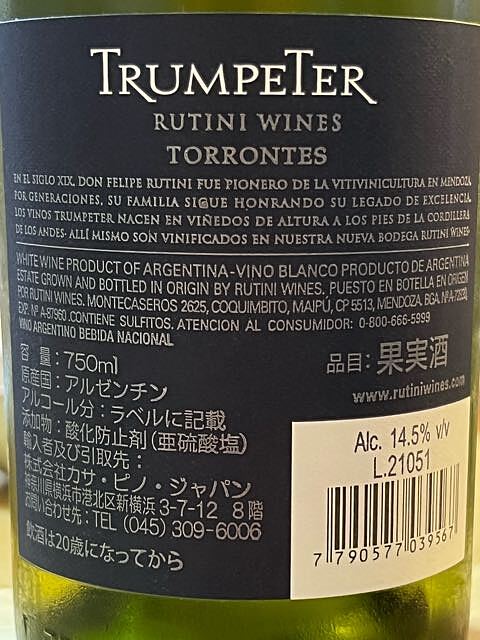 TRUMPETER
RUTINI WINES
TORRONTES
EN EL SIGLO XIX, DON FELIPE RUTINI FUE PIONERO DE LA VITIVINICULTURA EN MENDOZA.
POR GENERACIONES, SU FAMILIA SIGUE HONRANDO SU LEGADO DE EXCELENCIA.
LOS VINOS TRUMPETER NACEN EN VIÑEDOS DE ALTURA A LOS PIES DE LA CORDILLERA
DE LOS ANDES. ALLÍ MISMO SON VINIFICADOS EN NUESTRA NUEVA BODEGA RUTINI WINES.
WHITE WINE PRODUCT OF ARGENTINA-VINO BLANCO PRODUCTO DE ARGENTINA
ESTATE GROWN AND BOTTLED IN ORIGIN BY RUTINI WINES. PUESTO EN BOTELLA EN ORIGEN
POR RUTINI WINES. MONTECASEROS 2625, COQUIMBITO, MAIPÚ, CP 5513, MENDOZA. BGA.
EXP. Nº A-87960 .CONTIENE SULFITOS. ATENCION AL CONSUMIDOR: 0-800-666-5999
VINO ARGENTINO BEBIDA NACIONAL
容 量：750ml
原産国：アルゼンチン
アルコール分：ラベルに記載
添加物：酸化防止剤（亜硫酸塩）
輸入者及び引取先：
株式会社カサ・ピノ・ジャパン
神奈川県横浜市港北区新横浜 3-7-12 8階
お問い合わせ先：TEL (045) 309-6006
飲酒は20歳になってから
品目：果実酒
www.rutiniwines.com
Alc. 14.5% v/v
L.21051
7 790577 039567